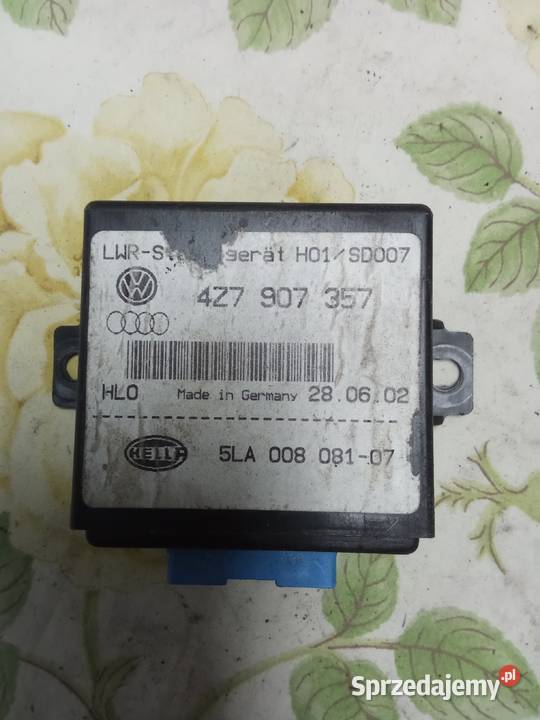 LWR-St gerät H01/SD007
4Z7 907 357
HLO Made in Germany 28.06.02
HELLA 5LA 008 081-07
Sprzedajemy.pl